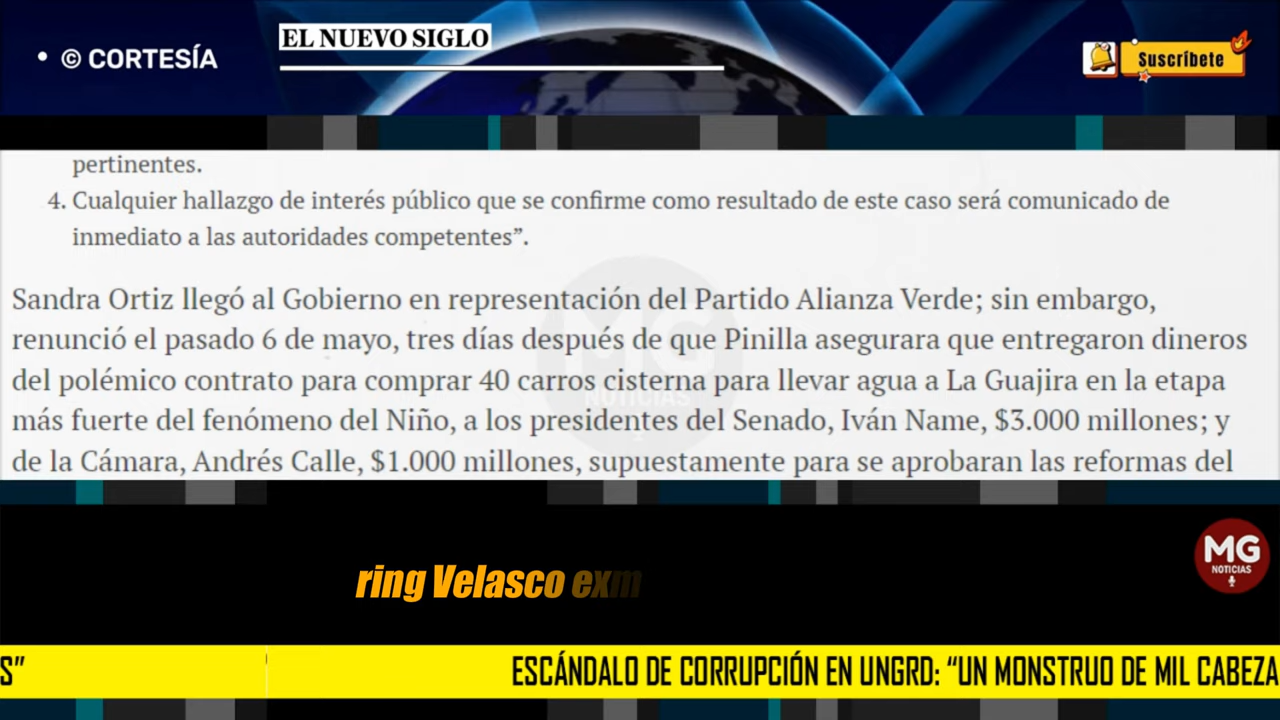 • © CORTESÍA
EL NUEVO SIGLO
Suscríbete
pertinentes.
4. Cualquier hallazgo de interés público que se confirme como resultado de este caso será comunicado de
inmediato a las autoridades competentes”.
Sandra Ortiz llegó al Gobierno en representación del Partido Alianza Verde; sin embargo,
renunció el pasado 6 de mayo, tres días después de que Pinilla asegurara que entregaron dineros
del polémico contrato para comprar 40 carros cisterna para llevar agua a La Guajira en la etapa
más fuerte del fenómeno del Niño, a los presidentes del Senado, Iván Name, $3.000 millones; y
de la Cámara, Andrés Calle, $1.000 millones, supuestamente para se aprobaran las reformas del
MG
NOTICIAS
MG
NOTICIAS
ring Velasco exm
S”
ESCÁNDALO DE CORRUPCIÓN EN UNGRD: “UN MONSTRUO DE MIL CABEZA